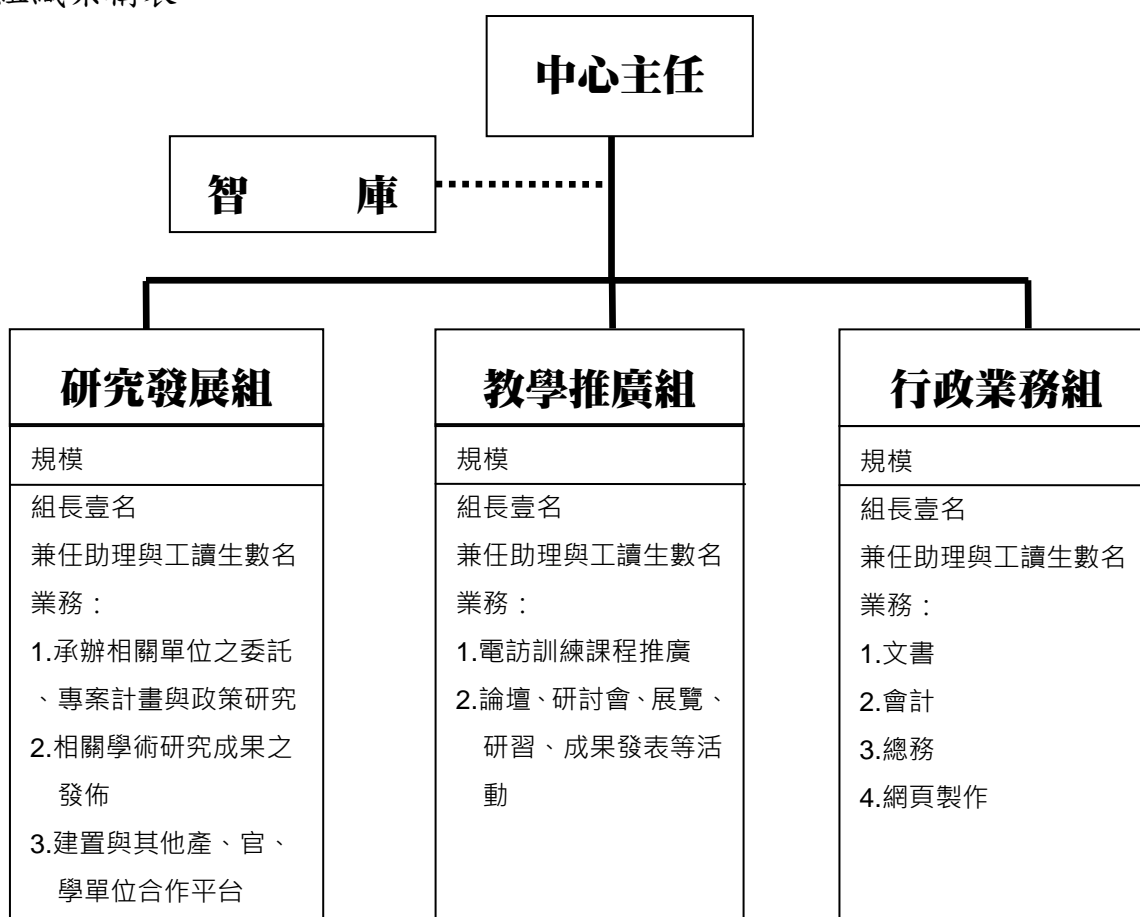 中心主任
智 庫
研究發展組
規模
組長壹名
兼任助理與工讀生數名
業務：
1.承辦相關單位之委託
、專案計畫與政策研究
2.相關學術研究成果之
發佈
3.建置與其他產、官、
學單位合作平台
教學推廣組
規模
組長壹名
兼任助理與工讀生數名
業務：
1.電訪訓練課程推廣
2.論壇、研討會、展覽、
研習、成果發表等活
動
行政業務組
規模
組長壹名
兼任助理與工讀生數名
業務：
1.文書
2.會計
3.總務
4.網頁製作